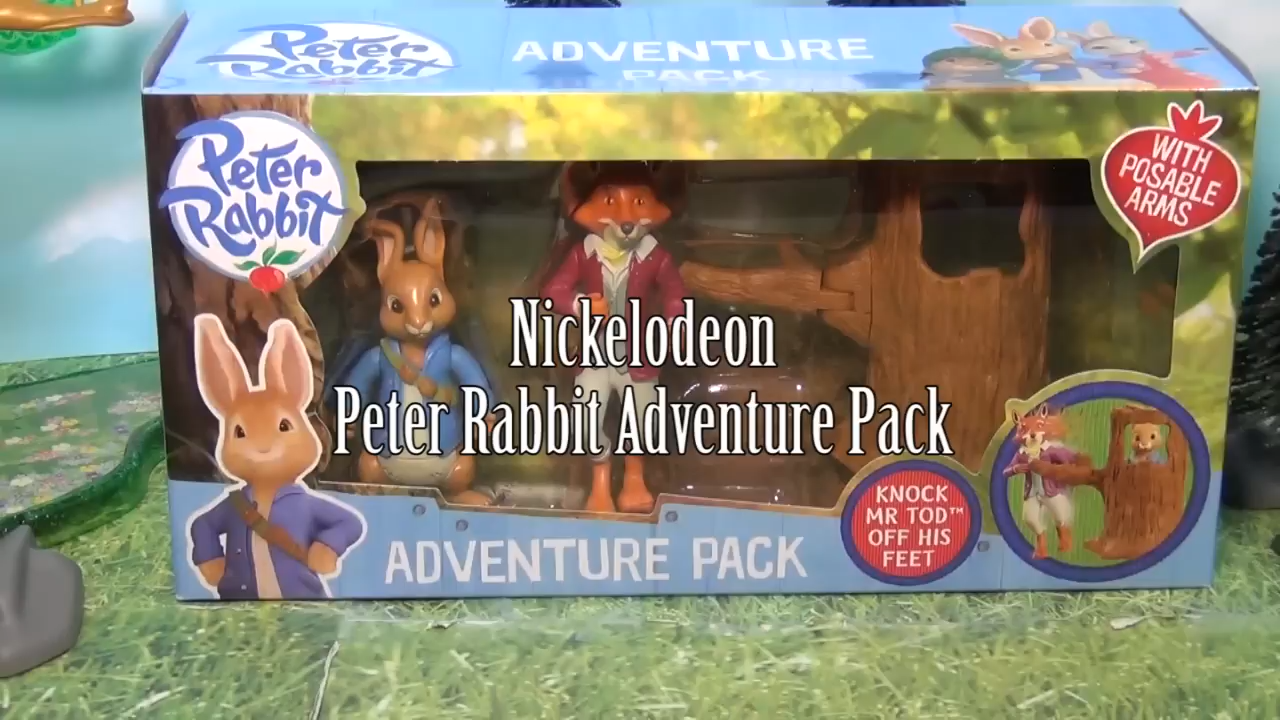 Peter
Rabbit
ADVENTURE
PACK
Peter
Rabbit
WITH
POSABLE
ARMS
Nickelodeon
Peter Rabbit Adventure Pack
KNOCK
MR TOD™
OFF HIS
FEET
ADVENTURE PACK